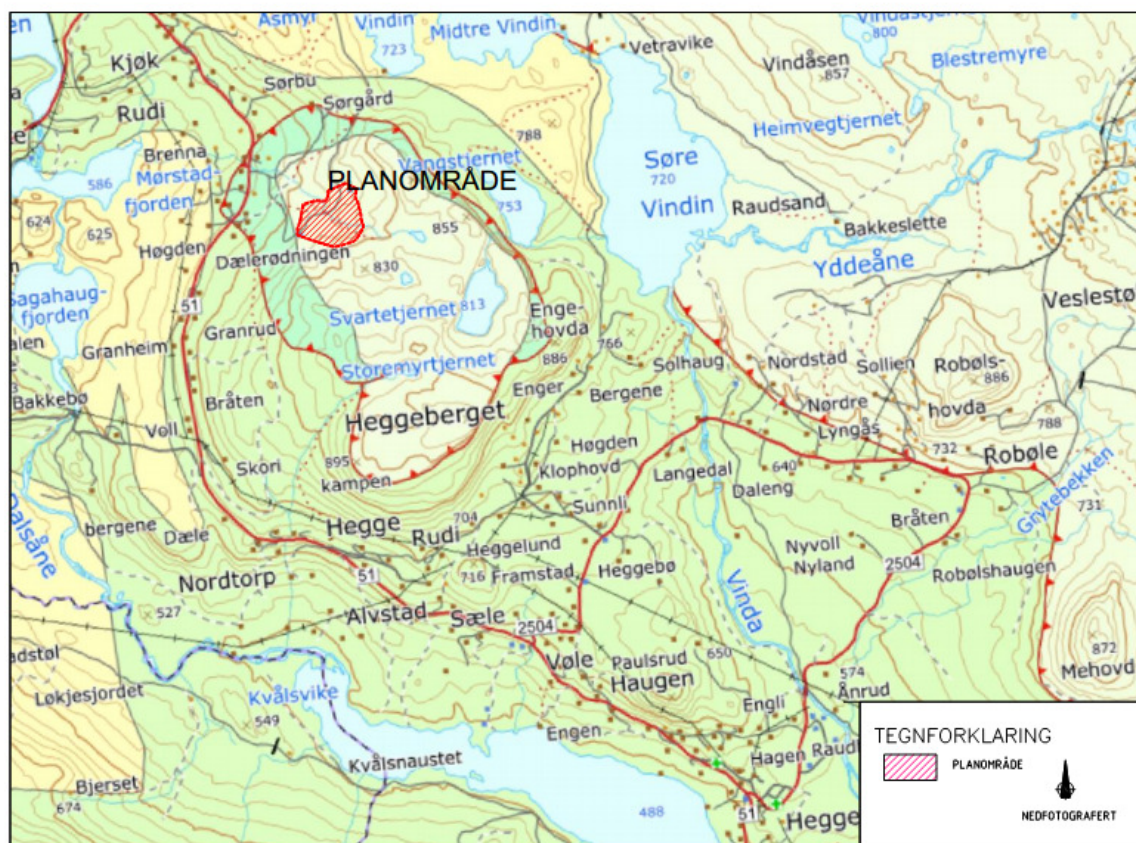 Asmyr
Vindin
723
Midtre Vindin
Vetravike
Vindåsen
857
800
Blestremyre
Heimvegtjernet
Kjøk
Rudi
Sørbu
Sørgård
Brenna
586
Mørstad-
fjorden
PLANOMRÅDE
Vangstjernet
753
788
Søre
720
Vindin
Raudsand
Bakkeslette
Yddeåne
624
625
Høgden
855
Dælerødningen
830
Sagahaug-
fjorden
51
Svartetjernet
813
Granrud
Granheim
Storemyrtjernet
Enge-
hovda
886
766
Solhaug
Nordstad
Sollien
Robøls-
886
hovda
Veslestø
Bakkebø
Bråten
Voll
Heggeberget
Enger
Bergene
Nørdre
Lyngås
732
788
Robøle
Skori
895
kampen
Høgden
Klophovd
Langedal
640
Daleng
Grytebekken
731
Dalsåne
bergene
Dæle
Hegge
Rudi
704
Sunnli
Bråten
Heggelund
716
Framstad
Heggebø
Nyvoll
Nyland
2504
Robølshaugen
Nordtorp
51
527
Alvstad
Sæle
2504
Vinda
Vøle
Paulsrud
Haugen
650
872
Mehovd
574
Ånrud
Løkjesjordet
Kvålsvike
549
Engli
Engen
Hagen
Kvålsnaustet
Bjerset
674
488
51
Hegge
TEGNFORKLARING
PLANOMRÅDE
NEDFOTOGRAFERT